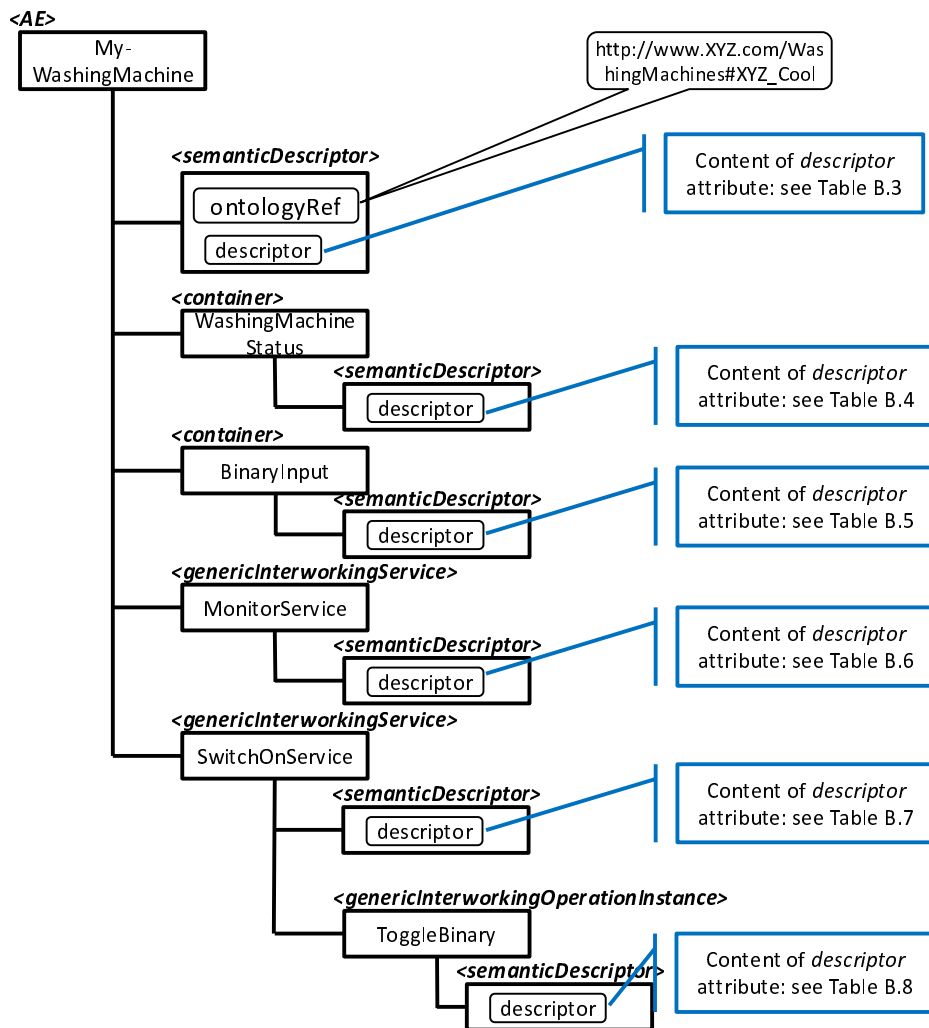 <AE>
My-
WashingMachine
http://www.XYZ.com/Was
hingMachines#XYZ_Cool
<semanticDescriptor>
ontologyRef
descriptor
Content of descriptor
attribute: see Table B.3
<container>
WashingMachine
Status
<semanticDescriptor>
descriptor
Content of descriptor
attribute: see Table B.4
<container>
BinaryInput
<semanticDescriptor>
descriptor
Content of descriptor
attribute: see Table B.5
<genericInterworkingService>
MonitorService
<semanticDescriptor>
descriptor
Content of descriptor
attribute: see Table B.6
<genericInterworkingService>
SwitchOnService
<semanticDescriptor>
descriptor
Content of descriptor
attribute: see Table B.7
<genericInterworkingOperationInstance>
ToggleBinary
<semanticDescriptor>
descriptor
Content of descriptor
attribute: see Table B.8